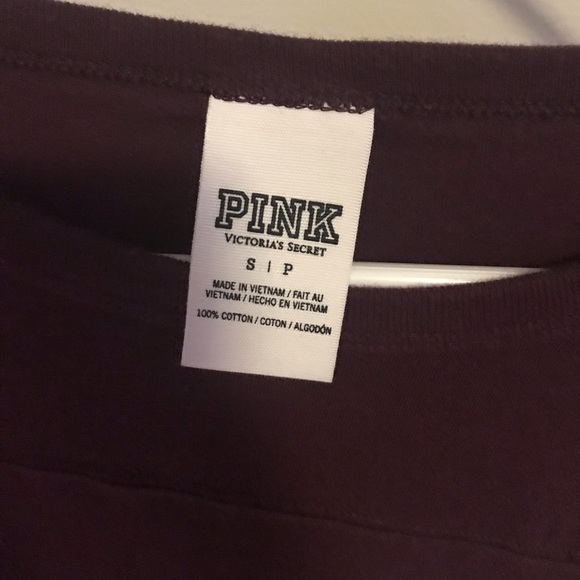 PINK
VICTORIA'S SECRET
S | P
MADE IN VIETNAM / FAIT AU
VIETNAM / HECHO EN VIETNAM
100% COTTON / COTON / ALGODÓN